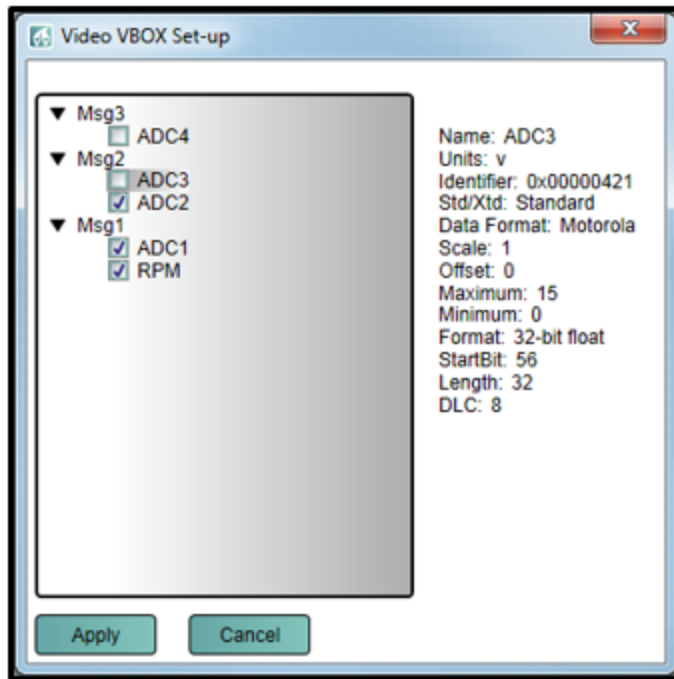 Video VBOX Set-up
Msg3
ADC4
Msg2
ADC3
ADC2
Msg1
ADC1
RPM
Name: ADC3
Units: v
Identifier: 0x00000421
Std/Xtd: Standard
Data Format: Motorola
Scale: 1
Offset: 0
Maximum: 15
Minimum: 0
Format: 32-bit float
StartBit: 56
Length: 32
DLC: 8
Apply
Cancel